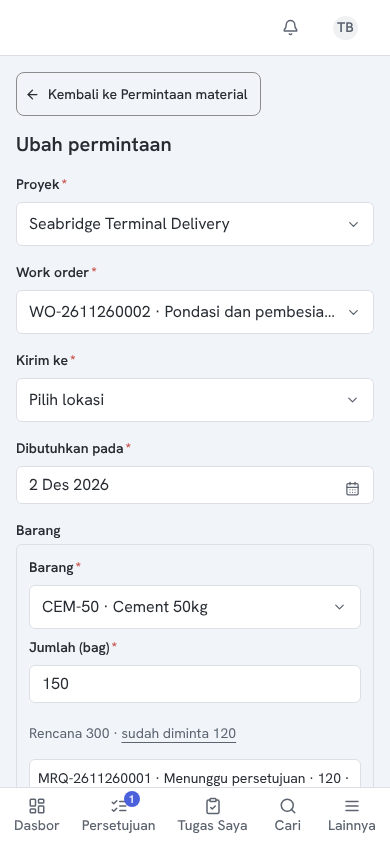 TB
Kembali ke Permintaan material
Ubah permintaan
Proyek *
Seabridge Terminal Delivery
Work order *
WO-2611260002 · Pondasi dan pembesia...
Kirim ke *
Pilih lokasi
Dibutuhkan pada *
2 Des 2026
Barang
Barang *
CEM-50 · Cement 50kg
Jumlah (bag) *
150
Rencana 300 · sudah diminta 120
MRQ-2611260001 · Menunggu persetujuan · 120 ·
1
Dasbor Persetujuan Tugas Saya Cari Lainnya